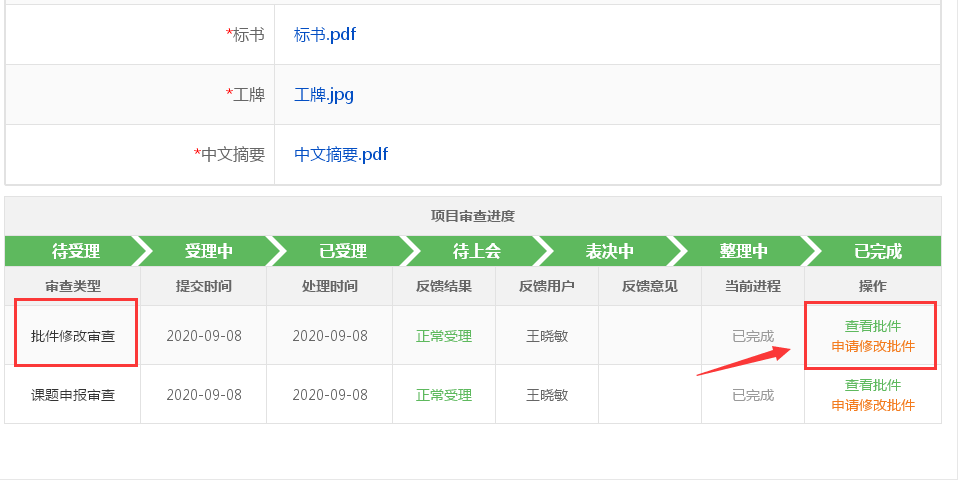 *标书 标书.pdf
*工牌 工牌.jpg
*中文摘要 中文摘要.pdf
项目审查进度
待受理 受理中 已受理 待上会 表决中 整理中 已完成
审查类型 提交时间 处理时间 反馈结果 反馈用户 反馈意见 当前进程 操作
批件修改审查 2020-09-08 2020-09-08 正常受理 王晓敏 已完成 查看批件
申请修改批件
课题申报审查 2020-09-08 2020-09-08 正常受理 王晓敏 已完成 查看批件
申请修改批件